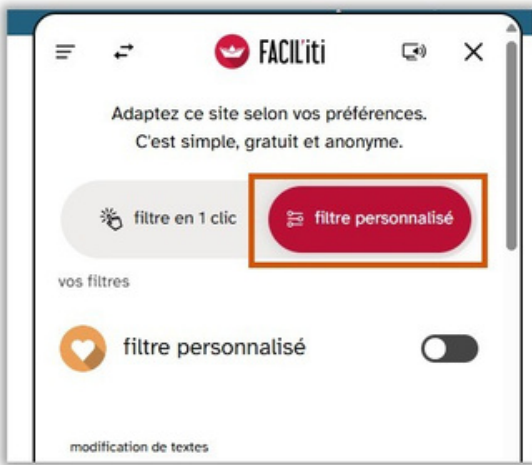 FACIL'iti
Adaptez ce site selon vos préférences.
C'est simple, gratuit et anonyme.
filtre en 1 clic
filtre personnalisé
vos filtres
filtre personnalisé
modification de textes